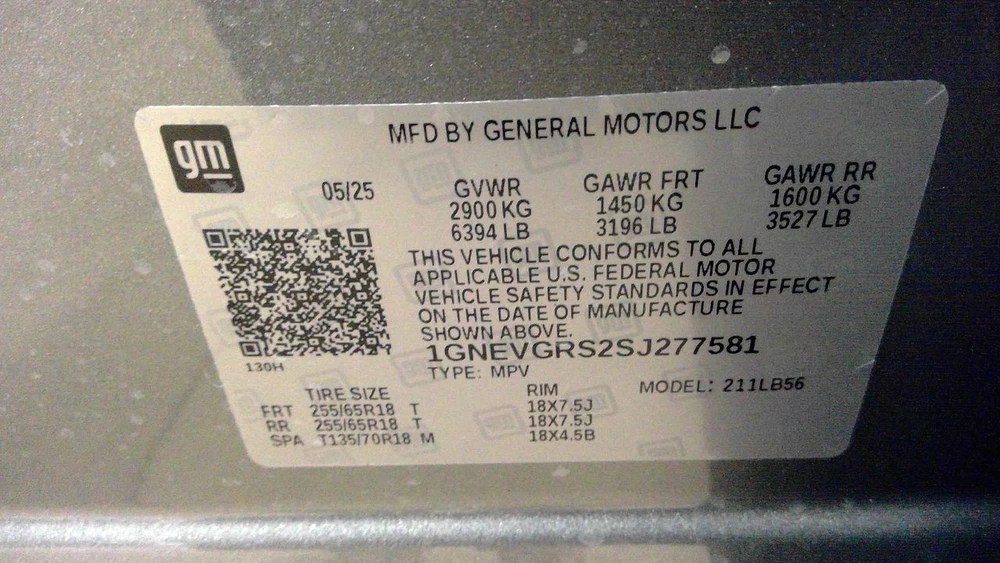 gm
MFD BY GENERAL MOTORS LLC
05/25
GVWR
2900 KG
6394 LB
GAWR FRT
1450 KG
3196 LB
GAWR RR
1600 KG
3527 LB
THIS VEHICLE CONFORMS TO ALL
APPLICABLE U.S. FEDERAL MOTOR
VEHICLE SAFETY STANDARDS IN EFFECT
ON THE DATE OF MANUFACTURE
SHOWN ABOVE.
1GNEVGRS2SJ277581
TYPE: MPV
130H
TIRE SIZE RIM MODEL: 211LB56
FRT 255/65R18 T 18X7.5J
RR 255/65R18 T 18X7.5J
SPA T135/70R18 M 18X4.5B